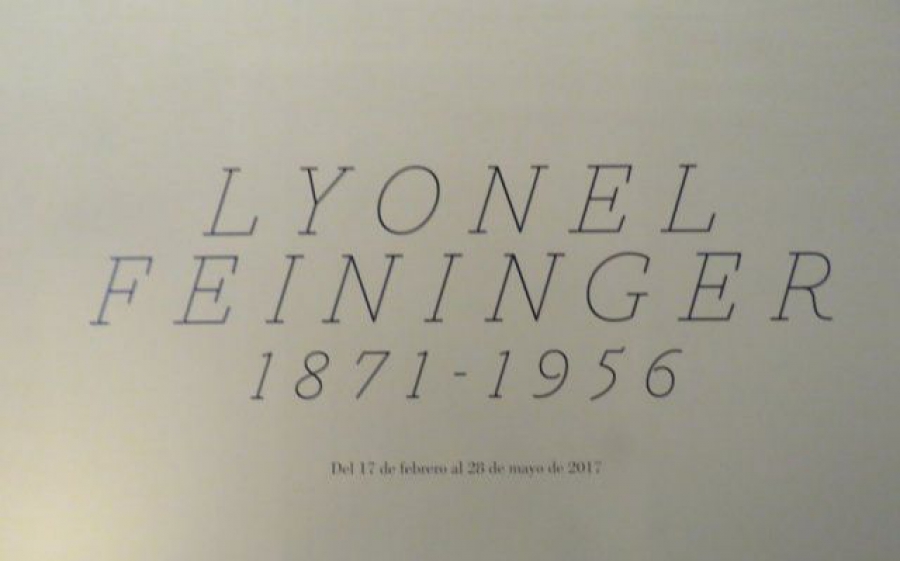 LYONEL
FEININGER
1871-1956
Del 17 de febrero al 28 de mayo de 2017